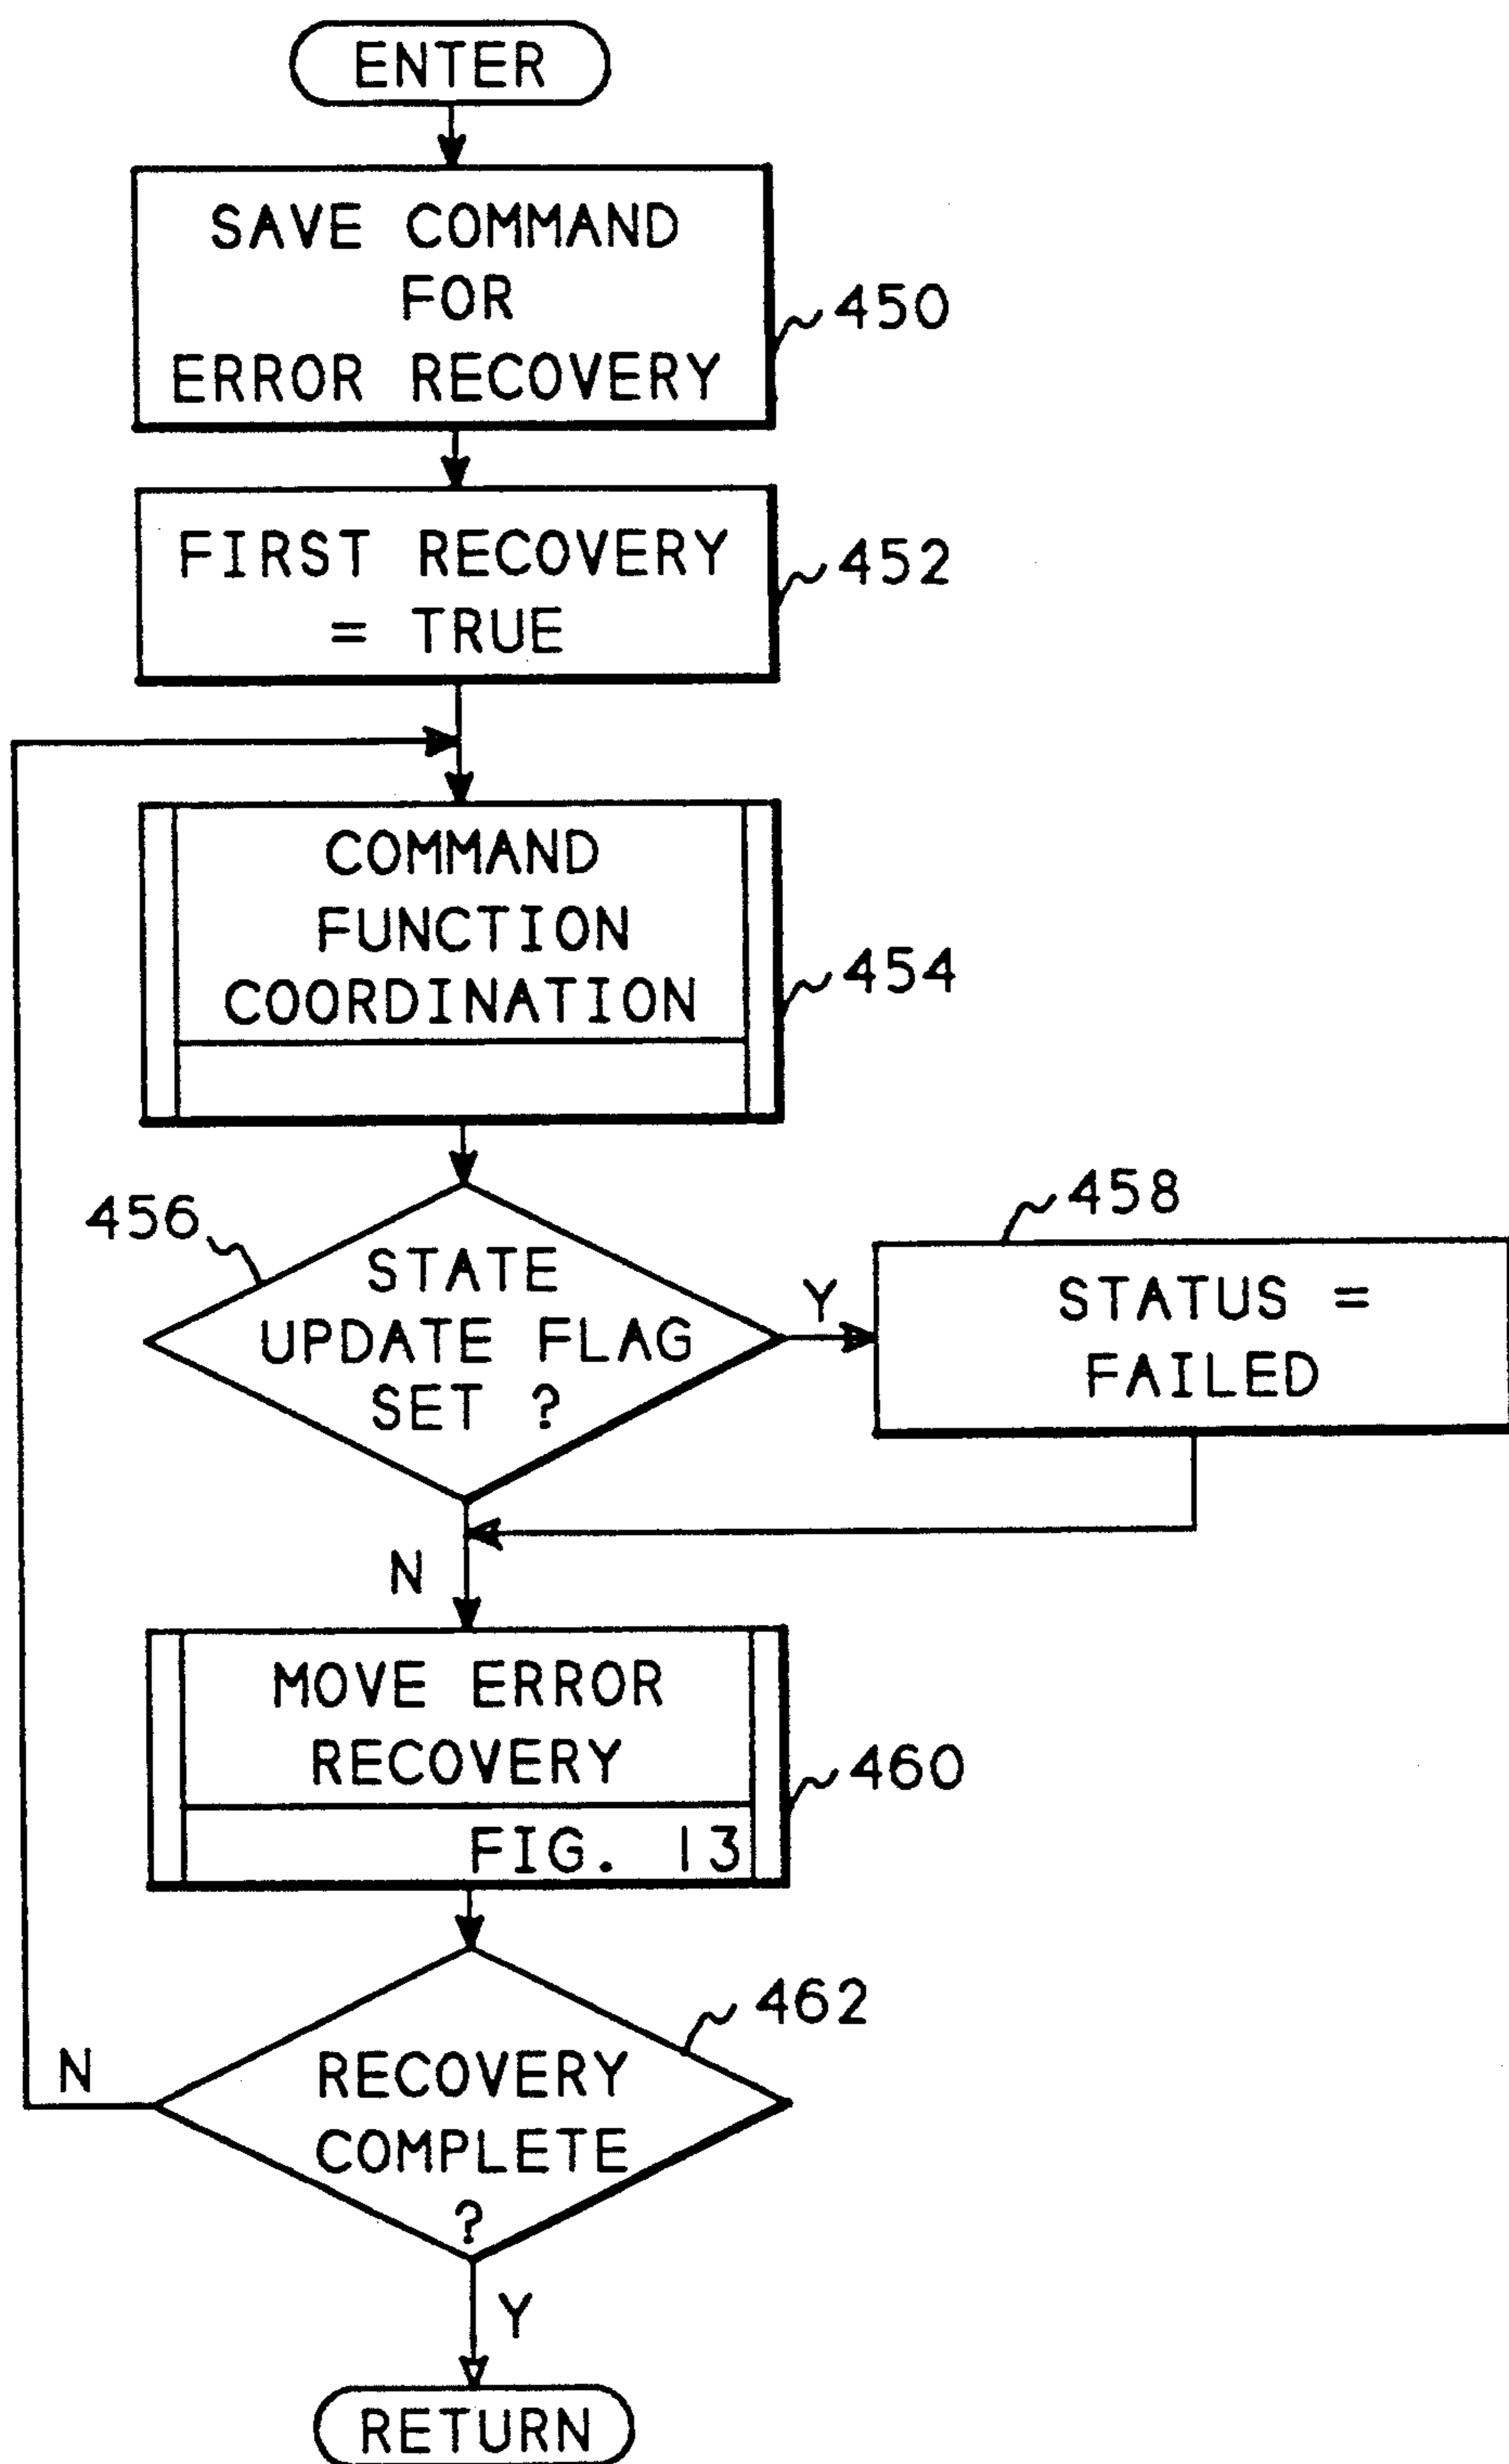 ENTER
SAVE COMMAND
FOR
ERROR RECOVERY
450
FIRST RECOVERY
= TRUE
452
COMMAND
FUNCTION
COORDINATION
454
456
STATE
UPDATE FLAG
SET ?
Y
458
STATUS =
FAILED
N
MOVE ERROR
RECOVERY
FIG. 13
460
462
N
RECOVERY
COMPLETE
?
Y
RETURN